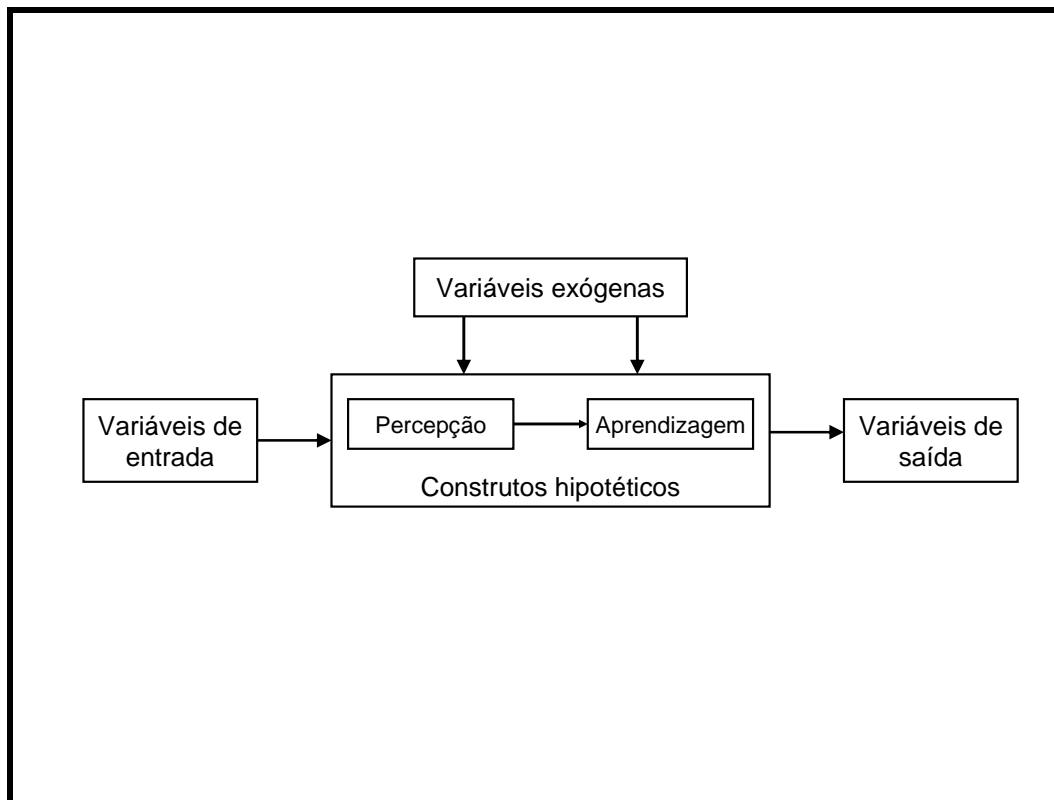 Variáveis exógenas
Variáveis de
entrada
Percepção
Aprendizagem
Construtos hipotéticos
Variáveis de
saída